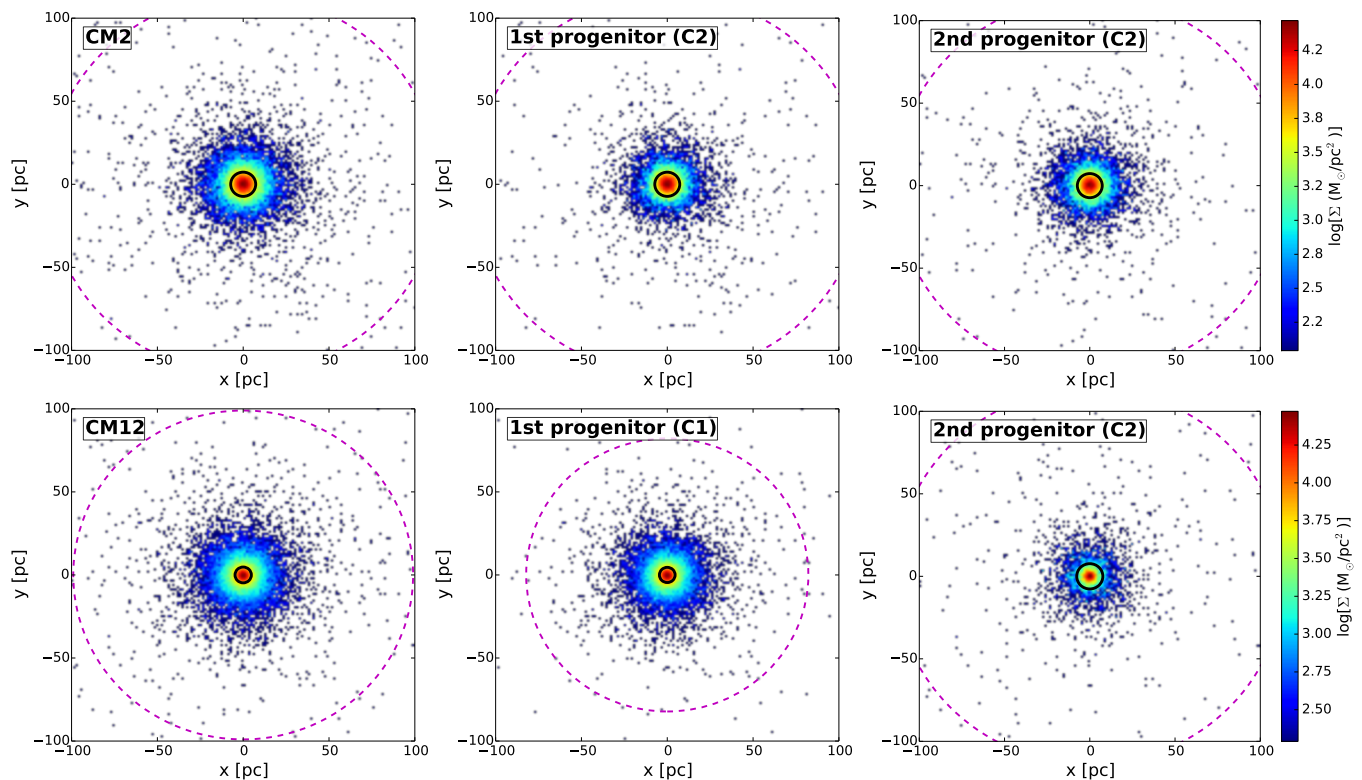 CM2
1st progenitor (C2)
2nd progenitor (C2)
100
50
0
−50
−100
y [pc]
−100 −50 0 50 100
x [pc]
100
50
0
−50
−100
y [pc]
−100 −50 0 50 100
x [pc]
100
50
0
−50
−100
y [pc]
−100 −50 0 50 100
x [pc]
4.2
4.0
3.8
3.6
3.4
3.2
3.0
2.8
2.6
2.4
2.2
log[Σ (M⊙/pc²)]
CM12
1st progenitor (C1)
2nd progenitor (C2)
100
50
0
−50
−100
y [pc]
−100 −50 0 50 100
x [pc]
100
50
0
−50
−100
y [pc]
−100 −50 0 50 100
x [pc]
100
50
0
−50
−100
y [pc]
−100 −50 0 50 100
x [pc]
4.25
4.00
3.75
3.50
3.25
3.00
2.75
2.50
log[Σ (M⊙/pc²)]